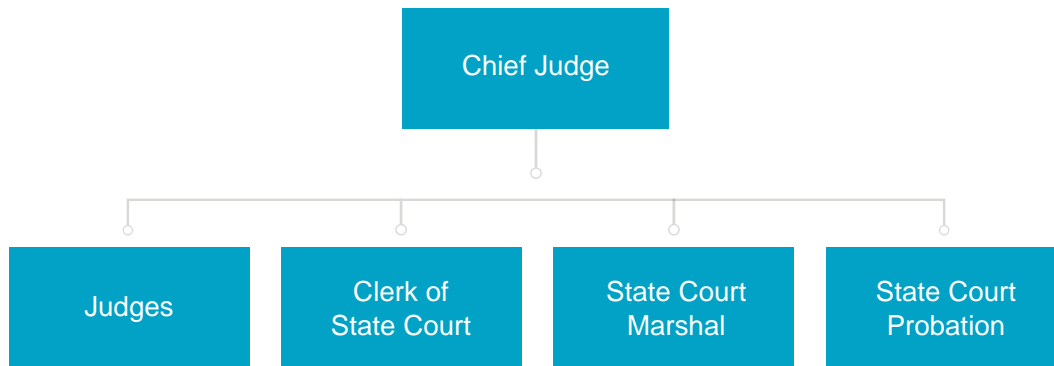 Chief Judge
Judges
Clerk of
State Court
State Court
Marshal
State Court
Probation